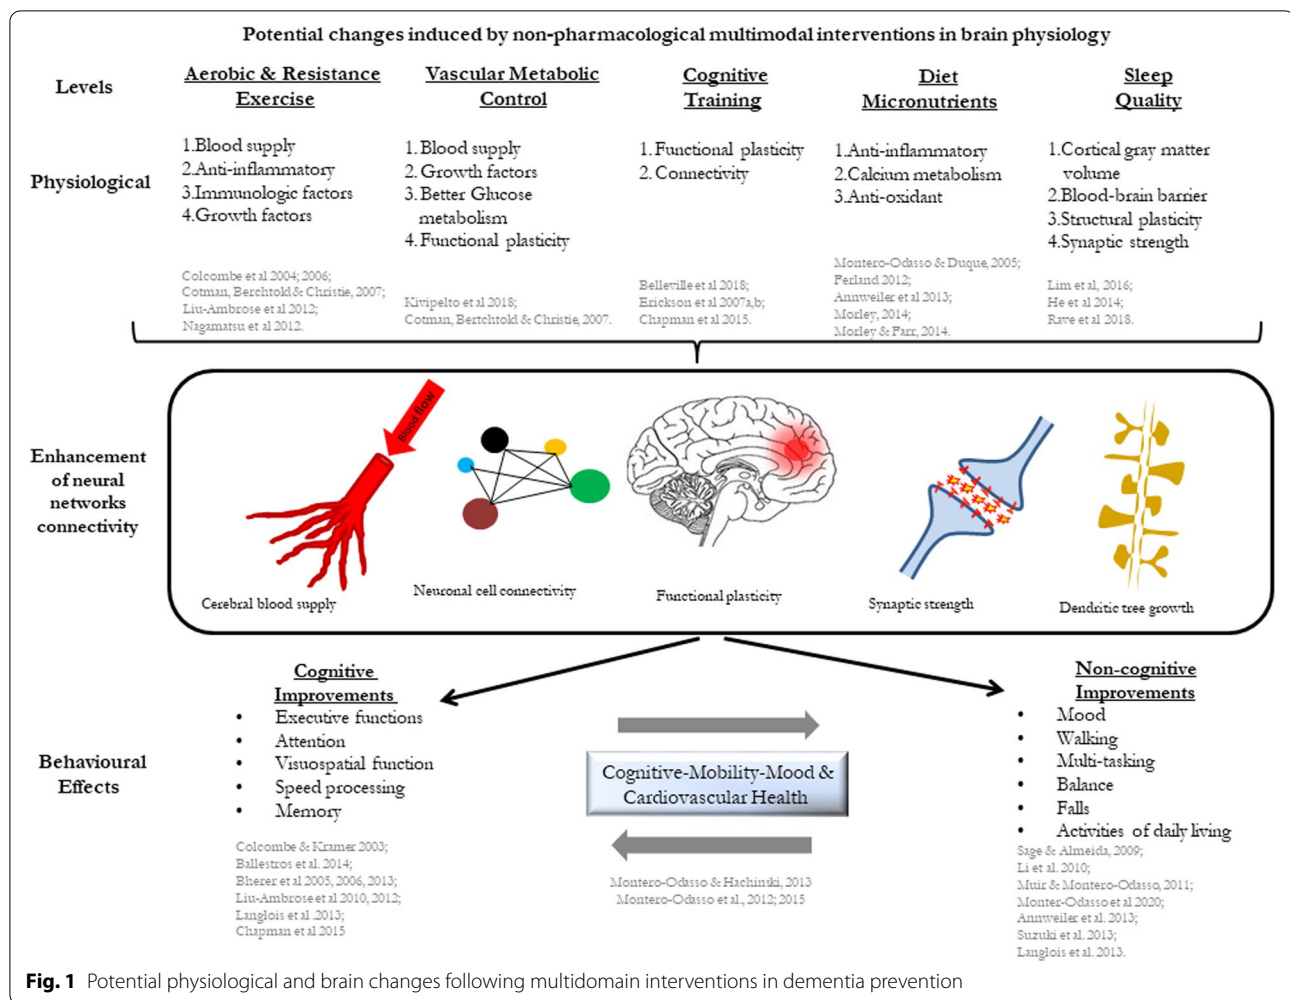 Potential changes induced by non-pharmacological multimodal interventions in brain physiology
Levels
Aerobic & Resistance
Exercise
Vascular Metabolic
Control
Cognitive
Training
Diet
Micronutrients
Sleep
Quality
Physiological
1.Blood supply
2.Anti-inflammatory
3.Immunologic factors
4.Growth factors
Colcombe et al 2004; 2006;
Cotman, Berchtold & Christie, 2007;
Liu-Ambrose et al 2012;
Nagamatsu et al 2012.
1. Blood supply
2. Growth factors
3. Better Glucose
metabolism
4. Functional plasticity
Kivipelto et al 2018;
Cotman, Bertchtold & Christie, 2007.
1. Functional plasticity
2. Connectivity
Belleville et al 2018;
Erickson et al 2007a,b;
Chapman et al 2015.
1.Anti-inflammatory
2.Calcium metabolism
3.Anti-oxidant
Montero-Odasso & Duque, 2005;
Ferland 2012;
Annweiler et al 2013;
Morley, 2014;
Morley & Farr, 2014.
1.Cortical gray matter
volume
2.Blood-brain barrier
3.Structural plasticity
4.Synaptic strength
Lim et al, 2016;
He et al 2014;
Rave et al 2018.
Enhancement
of neural
networks
connectivity
Blood flow
Cerebral blood supply
Neuronal cell connectivity
Functional plasticity
Synaptic strength
Dendritic tree growth
Behavioural
Effects
Cognitive
Improvements
• Executive functions
• Attention
• Visuospatial function
• Speed processing
• Memory
Colcombe & Kramer 2003;
Ballestros et al. 2014;
Bherer et al 2005, 2006, 2013;
Liu-Ambrose et al 2010, 2012;
Langlois et al .2013;
Chapman et al 2015
Cognitive-Mobility-Mood &
Cardiovascular Health
Montero-Odasso & Hachinski, 2013
Montero-Odasso et al., 2012; 2015
Non-cognitive
Improvements
• Mood
• Walking
• Multi-tasking
• Balance
• Falls
• Activities of daily living
Sage & Almeida, 2009;
Li et al. 2010;
Muir & Montero-Odasso, 2011;
Monter-Odasso et al 2020;
Annweiler et al. 2013;
Suzuki et al. 2013;
Langlois et al. 2013.
Fig. 1 Potential physiological and brain changes following multidomain interventions in dementia prevention